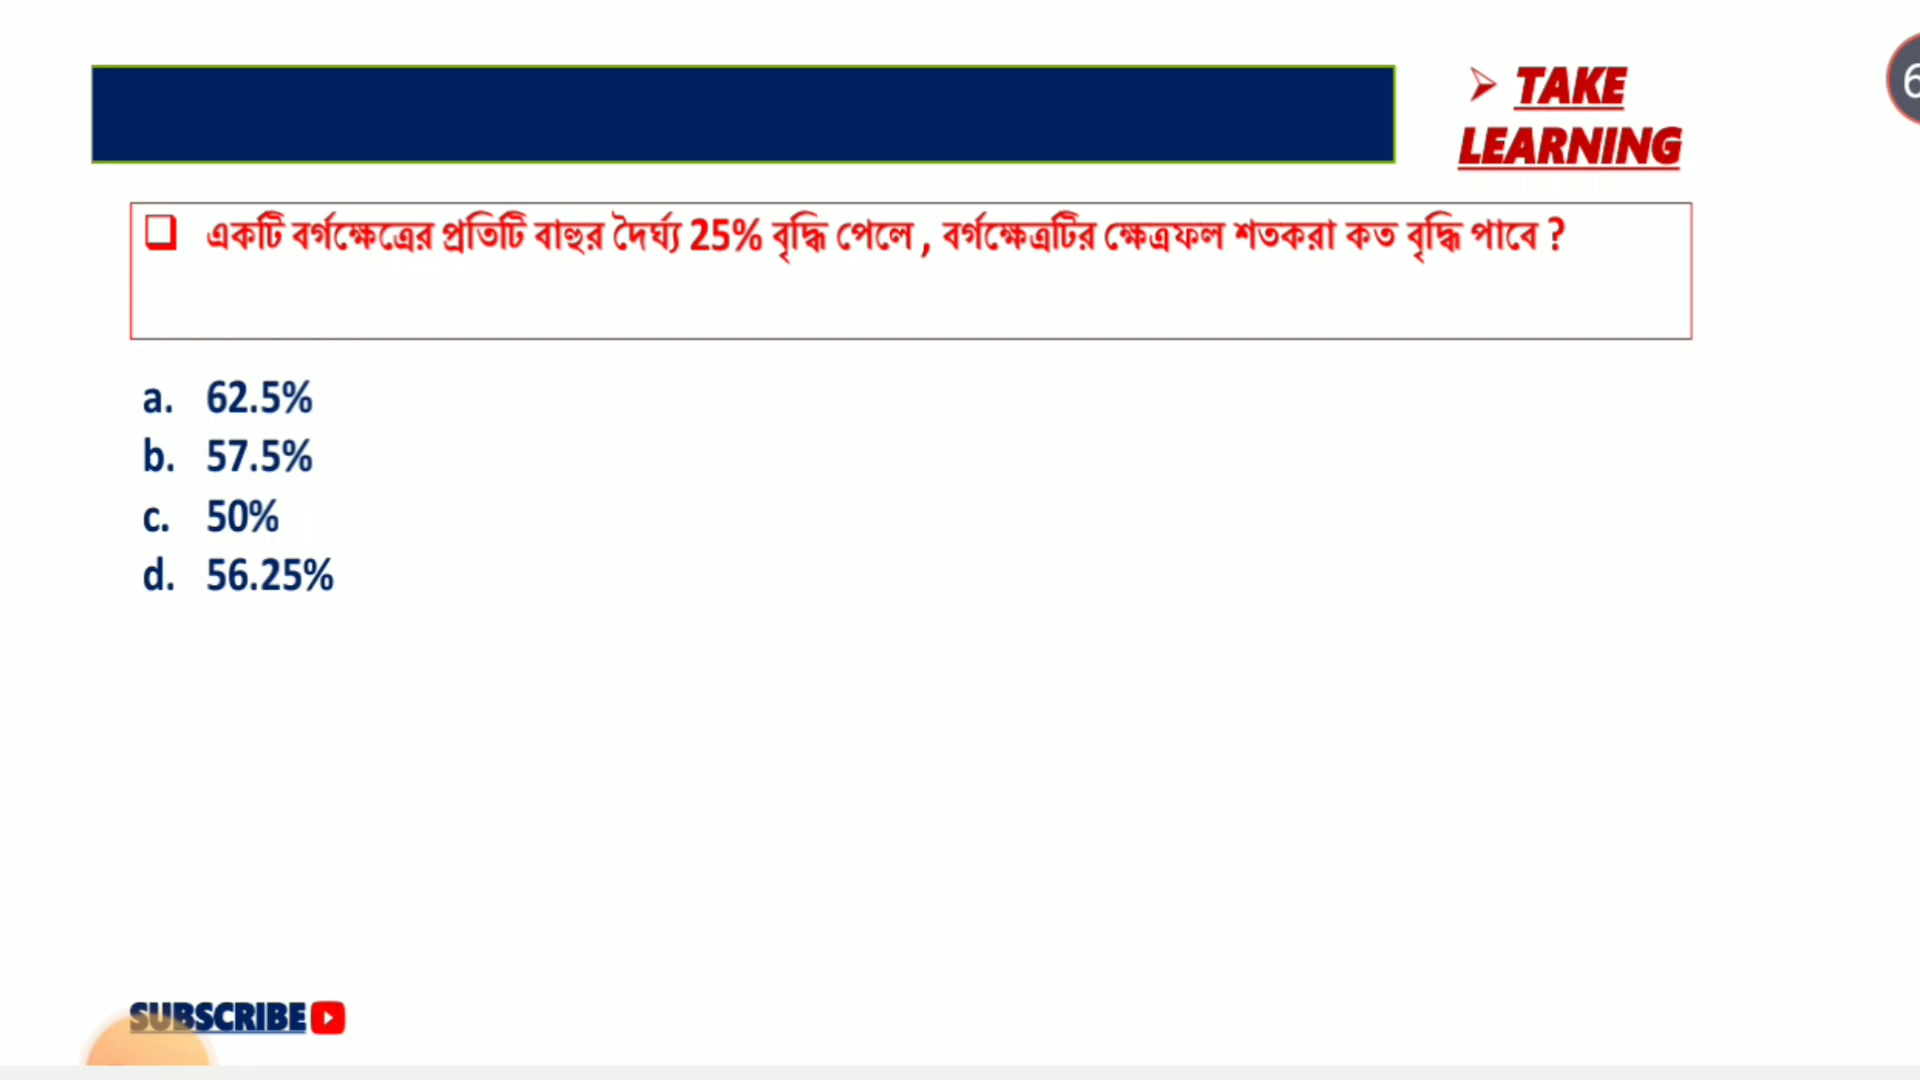 ➢ TAKE
LEARNING
6
❑ একটি বর্গক্ষেত্রের প্রতিটি বাহুর দৈর্ঘ্য 25% বৃদ্ধি পেলে , বর্গক্ষেত্রটির ক্ষেত্রফল শতকরা কত বৃদ্ধি পাবে ?
a. 62.5%
b. 57.5%
c. 50%
d. 56.25%
SUBSCRIBE